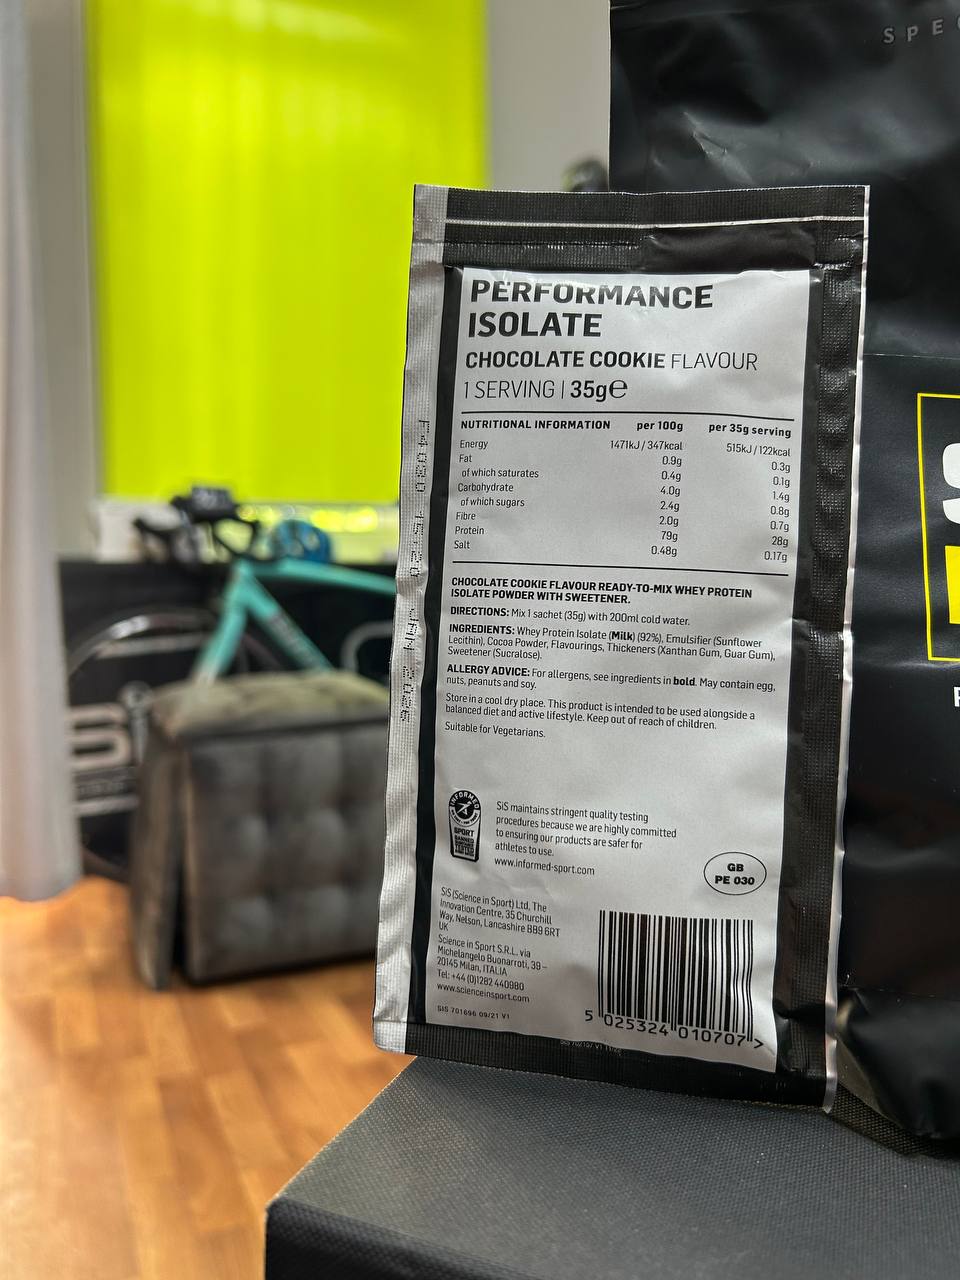 SPE
PERFORMANCE
ISOLATE
CHOCOLATE COOKIE FLAVOUR
1 SERVING | 35g℮
NUTRITIONAL INFORMATION per 100g per 35g serving
Energy 1471kJ / 347kcal 515kJ / 122kcal
Fat 0.9g 0.3g
of which saturates 0.4g 0.1g
Carbohydrate 4.0g 1.4g
of which sugars 2.4g 0.8g
Fibre 2.0g 0.7g
Protein 79g 28g
Salt 0.48g 0.17g
CHOCOLATE COOKIE FLAVOUR READY-TO-MIX WHEY PROTEIN
ISOLATE POWDER WITH SWEETENER.
DIRECTIONS: Mix 1 sachet (35g) with 200ml cold water.
INGREDIENTS: Whey Protein Isolate (Milk) (92%), Emulsifier (Sunflower
Lecithin), Cocoa Powder, Flavourings, Thickeners (Xanthan Gum, Guar Gum),
Sweetener (Sucralose).
ALLERGY ADVICE: For allergens, see ingredients in bold. May contain egg,
nuts, peanuts and soy.
Store in a cool dry place. This product is intended to be used alongside a
balanced diet and active lifestyle. Keep out of reach of children.
Suitable for Vegetarians.
INFORMED
SPORT
SiS maintains stringent quality testing
procedures because we are highly committed
to ensuring our products are safer for
athletes to use.
www.informed-sport.com
GB
PE 030
SiS (Science in Sport) Ltd, The
Innovation Centre, 35 Churchill
Way, Nelson, Lancashire BB9 6RT
UK
Science in Sport S.R.L. via
Michelangelo Buonarroti, 39 –
20145 Milan, ITALIA
Tel: +44 (0)1282 440980
www.scienceinsport.com
SIS 701696 09/21 V1
5 025324 010707 >